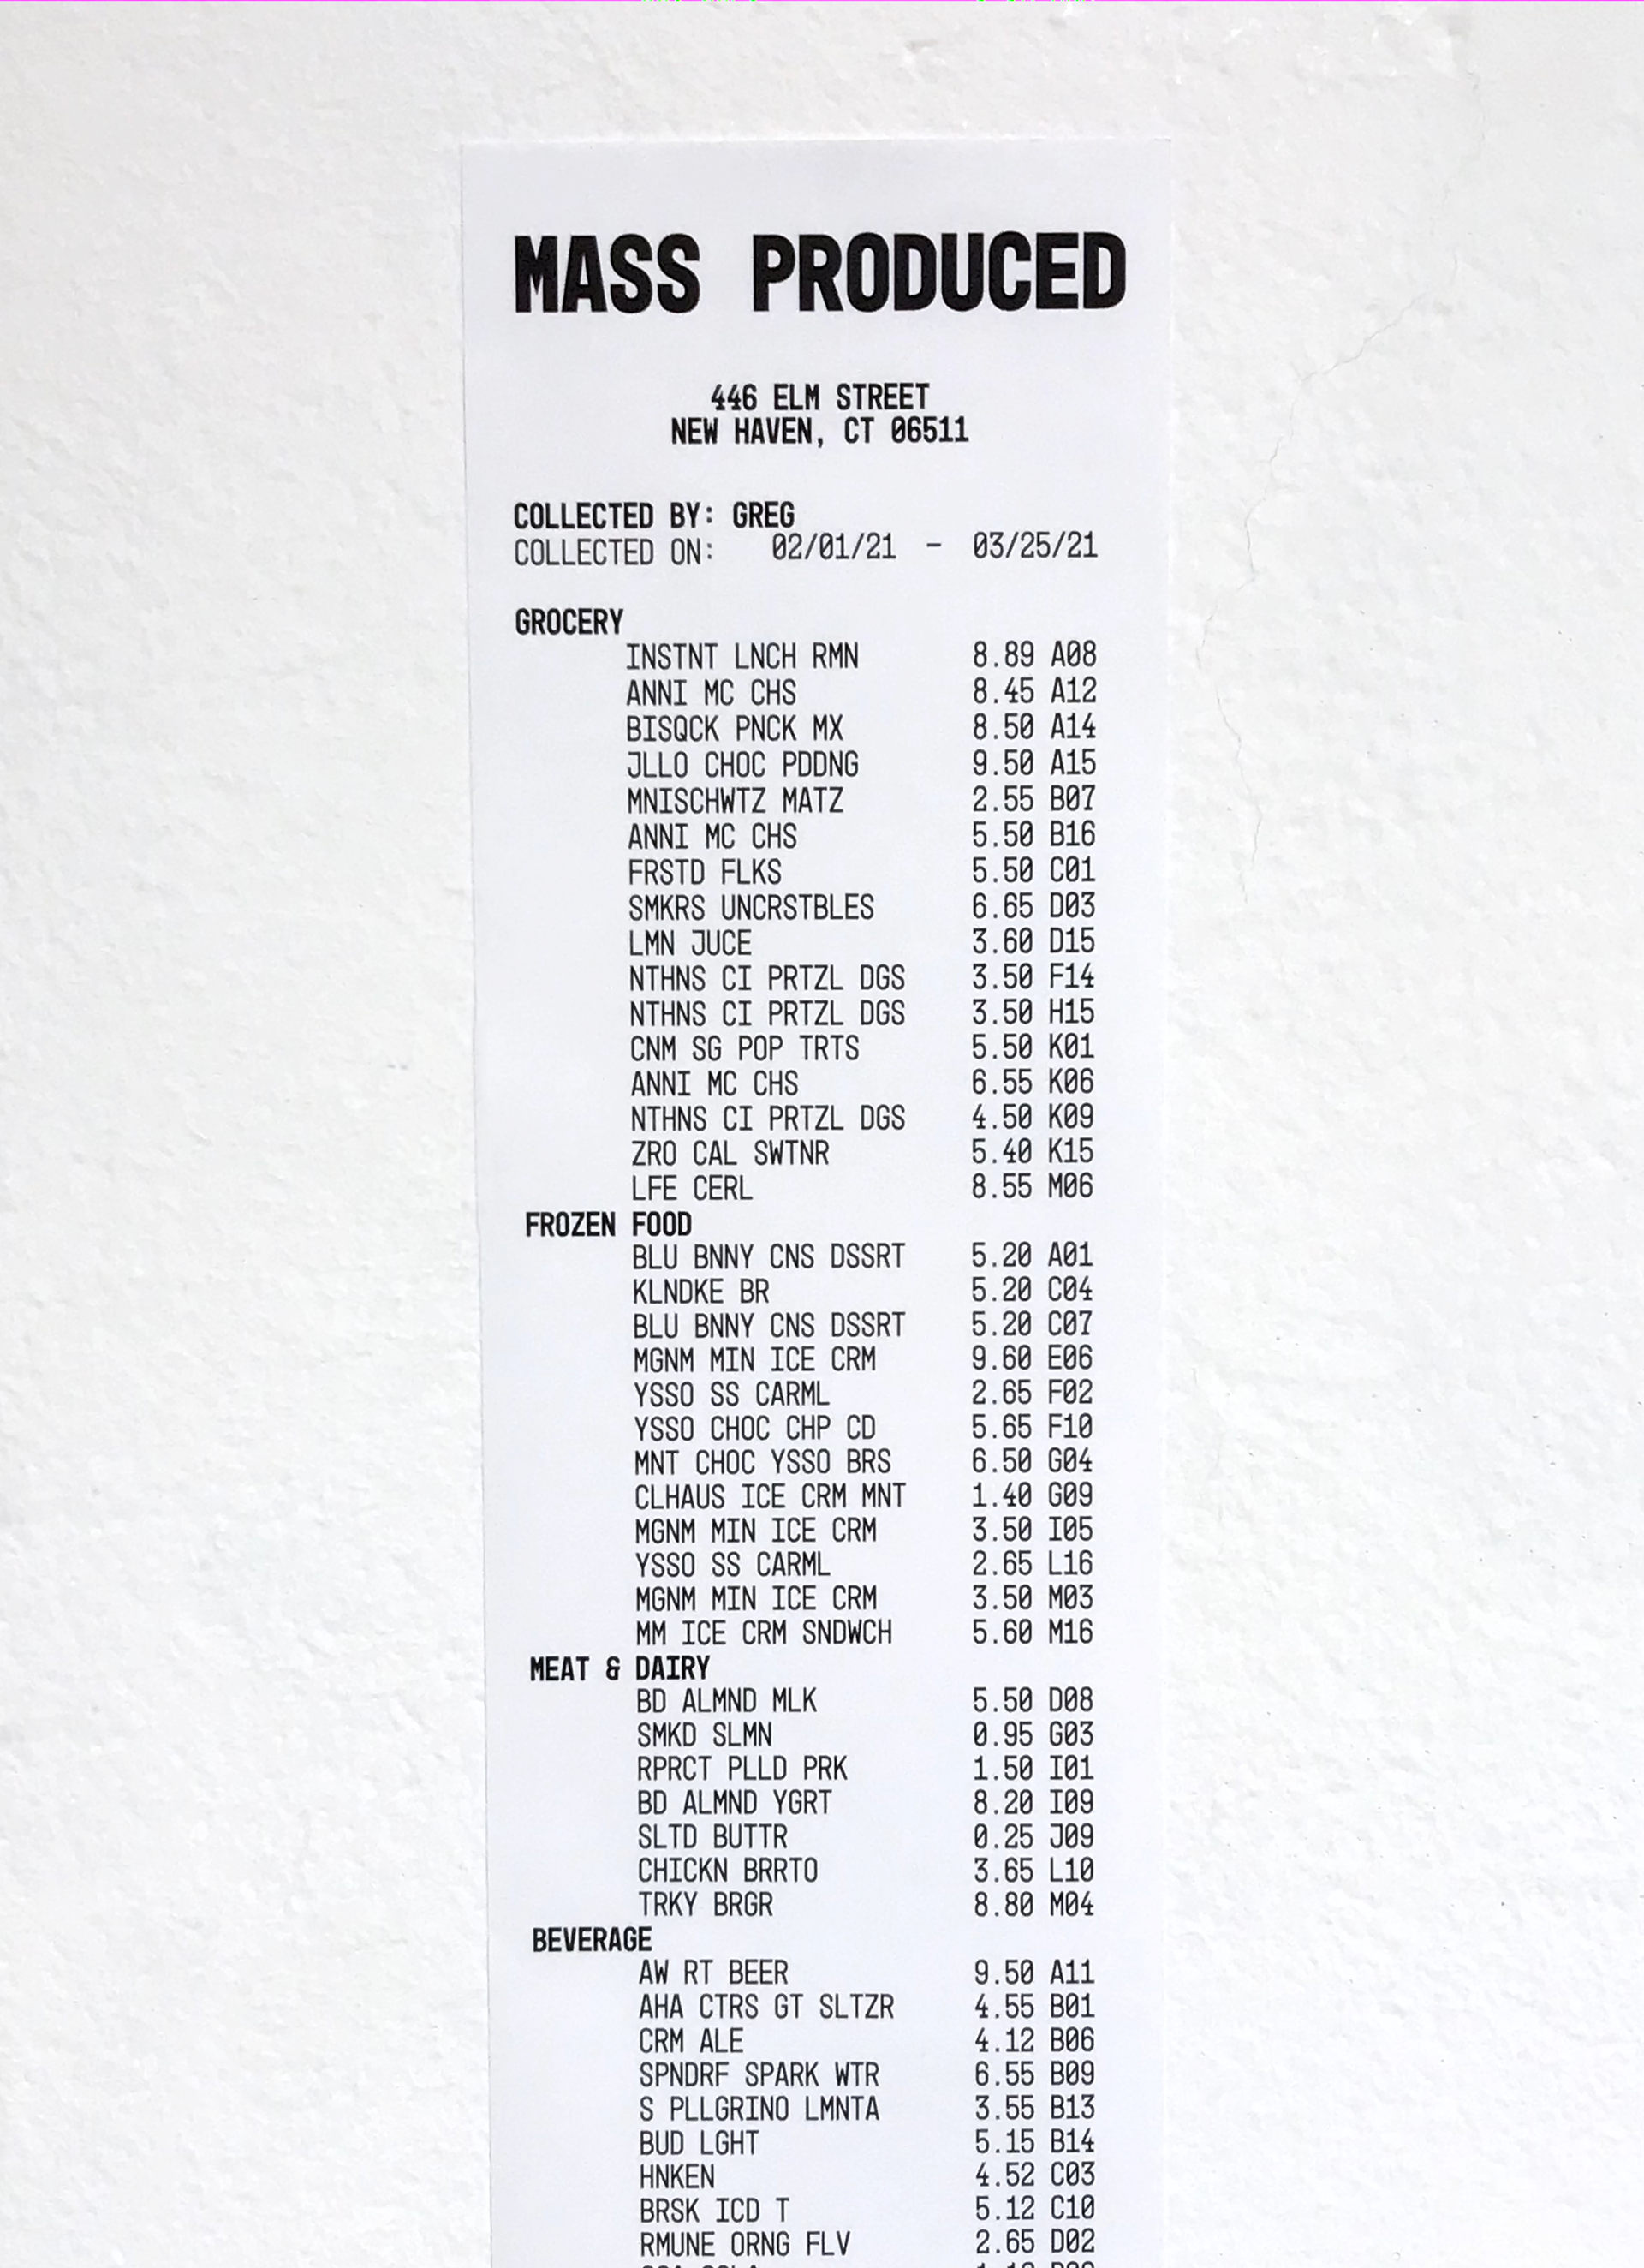 MASS PRODUCED
446 ELM STREET
NEW HAVEN, CT 06511
COLLECTED BY: GREG
COLLECTED ON: 02/01/21 - 03/25/21
GROCERY
INSTNT LNCH RMN 8.89 A08
ANNI MC CHS 8.45 A12
BISQCK PNCK MX 8.50 A14
JLLO CHOC PDDNG 9.50 A15
MNISCHWTZ MATZ 2.55 B07
ANNI MC CHS 5.50 B16
FRSTD FLKS 5.50 C01
SMKRS UNCRSTBLES 6.65 D03
LMN JUCE 3.60 D15
NTHNS CI PRTZL DGS 3.50 F14
NTHNS CI PRTZL DGS 3.50 H15
CNM SG POP TRTS 5.50 K01
ANNI MC CHS 6.55 K06
NTHNS CI PRTZL DGS 4.50 K09
ZRO CAL SWTNR 5.40 K15
LFE CERL 8.55 M06
FROZEN FOOD
BLU BNNY CNS DSSRT 5.20 A01
KLNDKE BR 5.20 C04
BLU BNNY CNS DSSRT 5.20 C07
MGNM MIN ICE CRM 9.60 E06
YSSO SS CARML 2.65 F02
YSSO CHOC CHP CD 5.65 F10
MNT CHOC YSSO BRS 6.50 G04
CLHAUS ICE CRM MNT 1.40 G09
MGNM MIN ICE CRM 3.50 I05
YSSO SS CARML 2.65 L16
MGNM MIN ICE CRM 3.50 M03
MM ICE CRM SNDWCH 5.60 M16
MEAT & DAIRY
BD ALMND MLK 5.50 D08
SMKD SLMN 0.95 G03
RPRCT PLLD PRK 1.50 I01
BD ALMND YGRT 8.20 I09
SLTD BUTTR 0.25 J09
CHICKN BRRTO 3.65 L10
TRKY BRGR 8.80 M04
BEVERAGE
AW RT BEER 9.50 A11
AHA CTRS GT SLTZR 4.55 B01
CRM ALE 4.12 B06
SPNDRF SPARK WTR 6.55 B09
S PLLGRINO LMNTA 3.55 B13
BUD LGHT 5.15 B14
HNKEN 4.52 C03
BRSK ICD T 5.12 C10
RMUNE ORNG FLV 2.65 D02